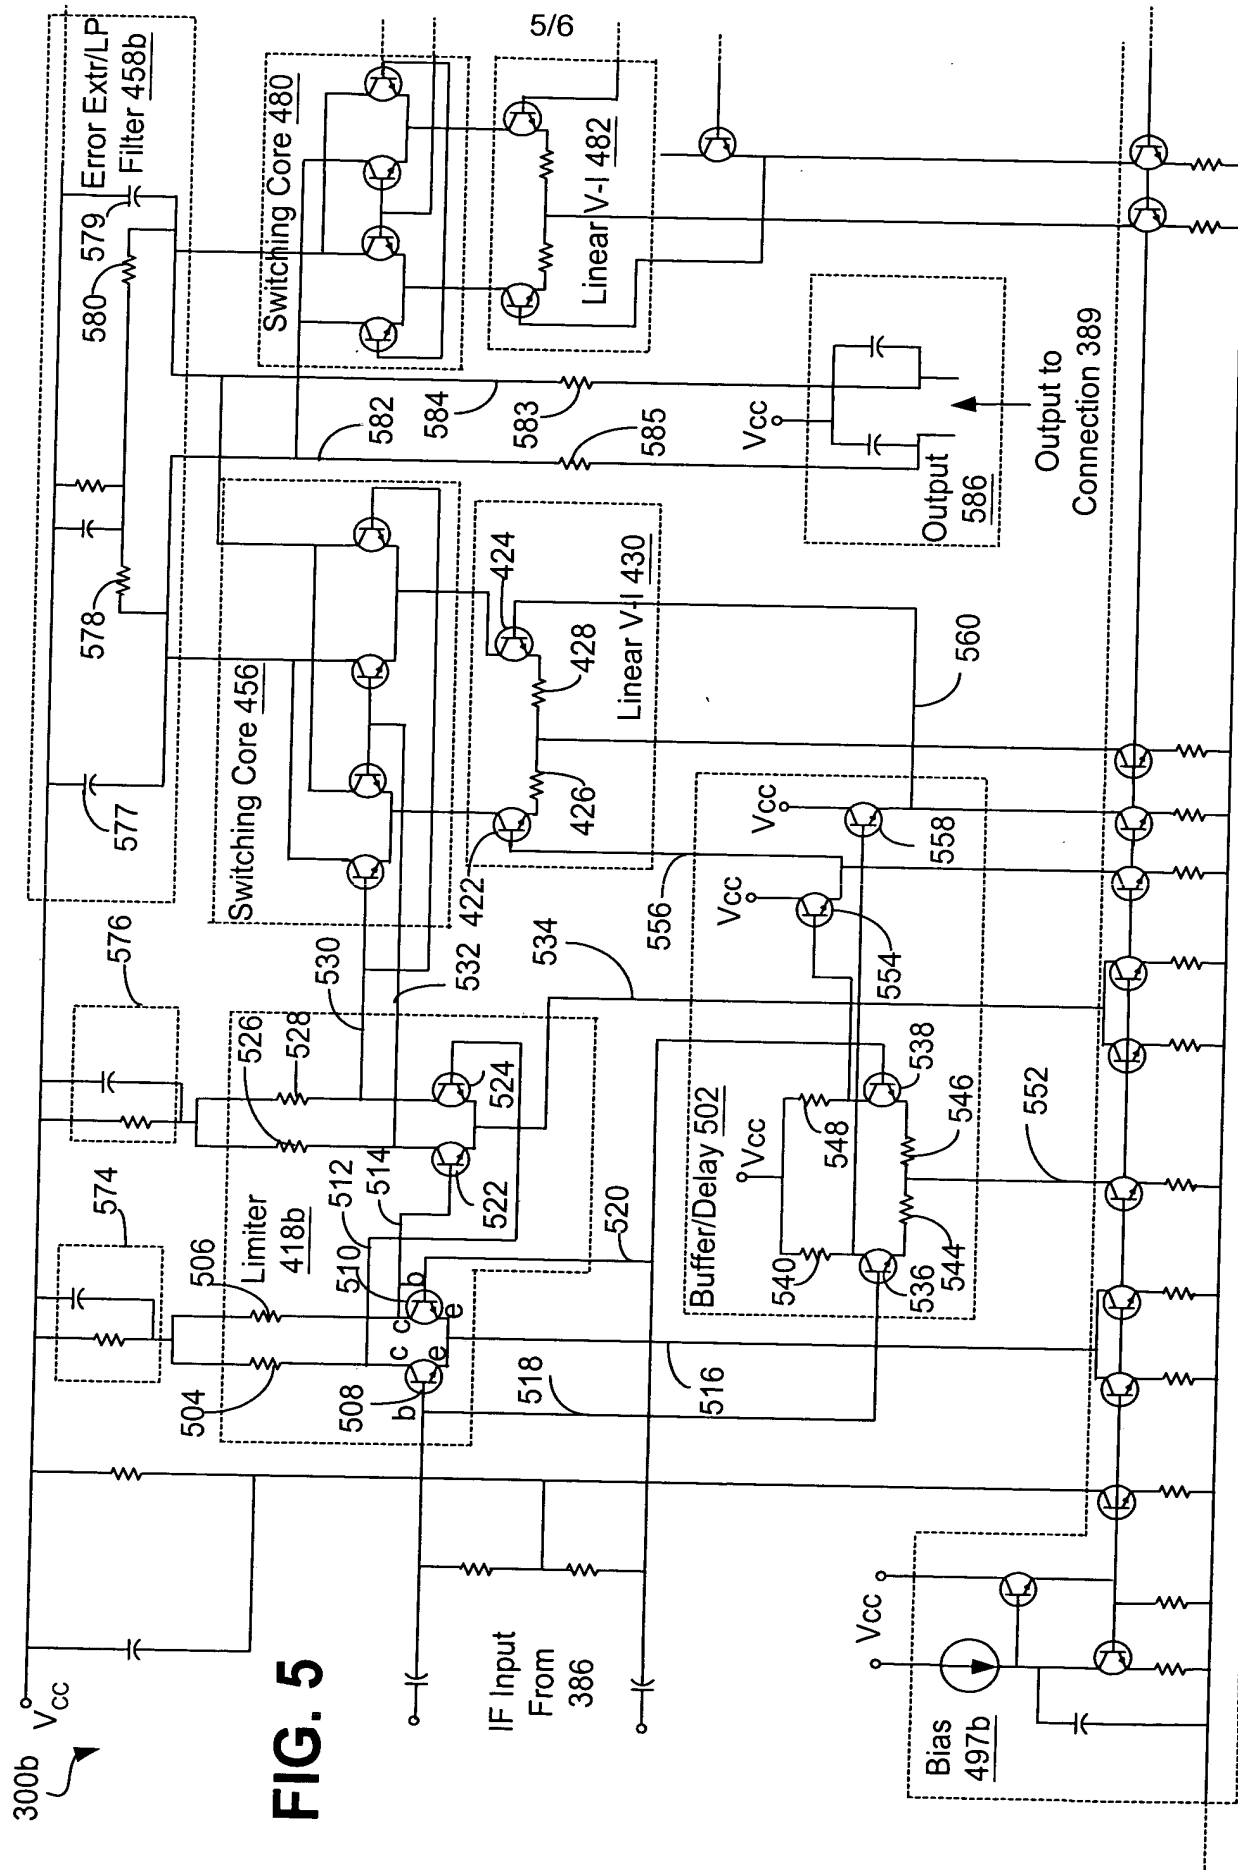 5/6
300b
FIG. 5
VCC
574
576
577
578
580
579
Error Extr/LP
Filter 458b
504
506
Limiter
418b
526
528
530
532
534
Switching Core 456
Switching Core 480
582
584
583
585
508
510
512
514
b
c
e
c
b
e
522
524
422
424
426
428
Linear V-I 430
Linear V-I 482
IF Input
From
386
518
516
520
Buffer/Delay 502
Vcc
540
548
536
538
544
546
552
Vcc
554
556
Vcc
558
560
Vcc
Output
586
Output to
Connection 389
Bias
497b
Vcc